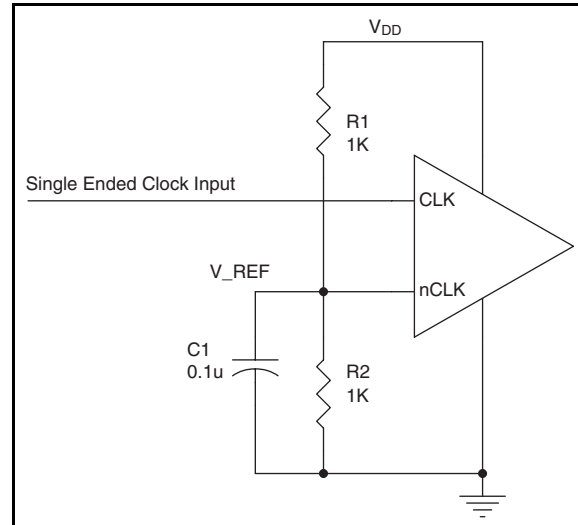 VDD
R1
1K
Single Ended Clock Input
CLK
V_REF
nCLK
C1
0.1u
R2
1K